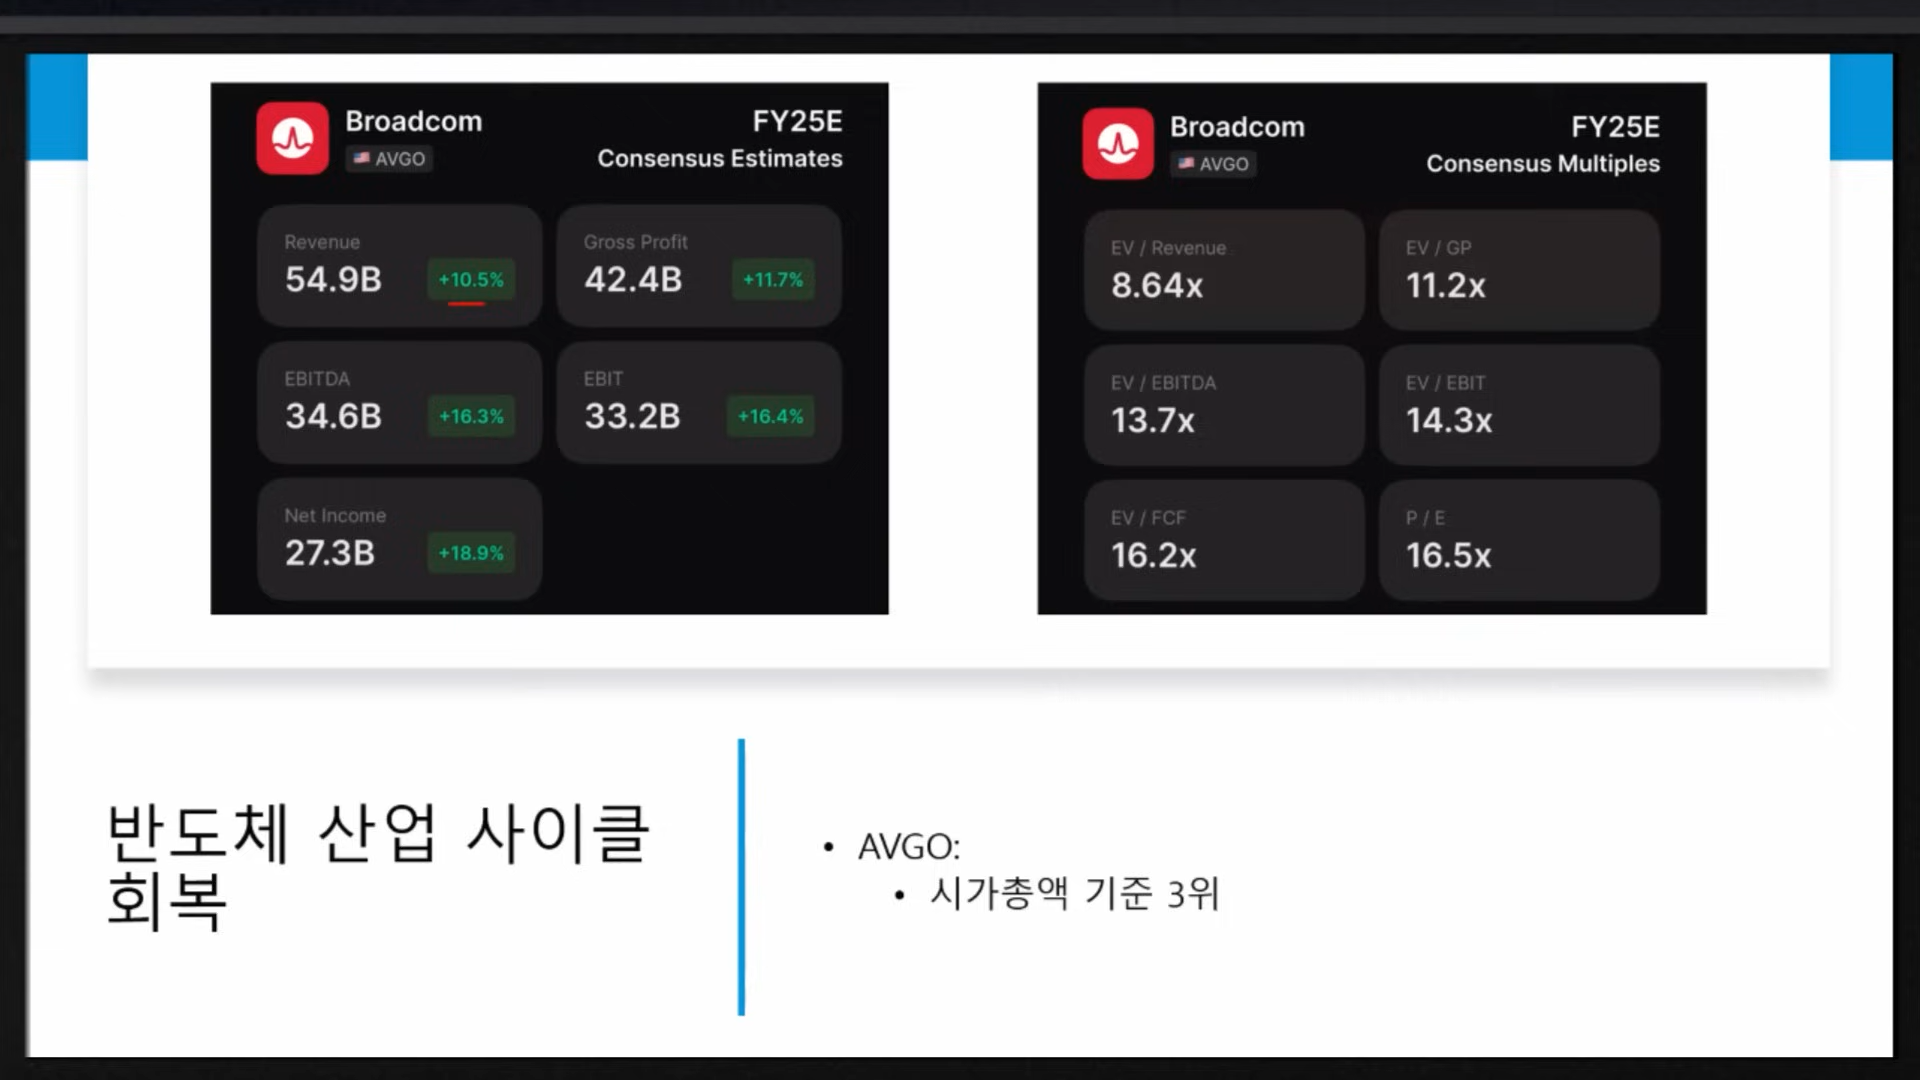 Broadcom
AVGO
FY25E
Consensus Estimates
Revenue
54.9B +10.5%
Gross Profit
42.4B +11.7%
EBITDA
34.6B +16.3%
EBIT
33.2B +16.4%
Net Income
27.3B +18.9%
Broadcom
AVGO
FY25E
Consensus Multiples
EV / Revenue
8.64x
EV / GP
11.2x
EV / EBITDA
13.7x
EV / EBIT
14.3x
EV / FCF
16.2x
P / E
16.5x
반도체 산업 사이클
회복
• AVGO:
• 시가총액 기준 3위